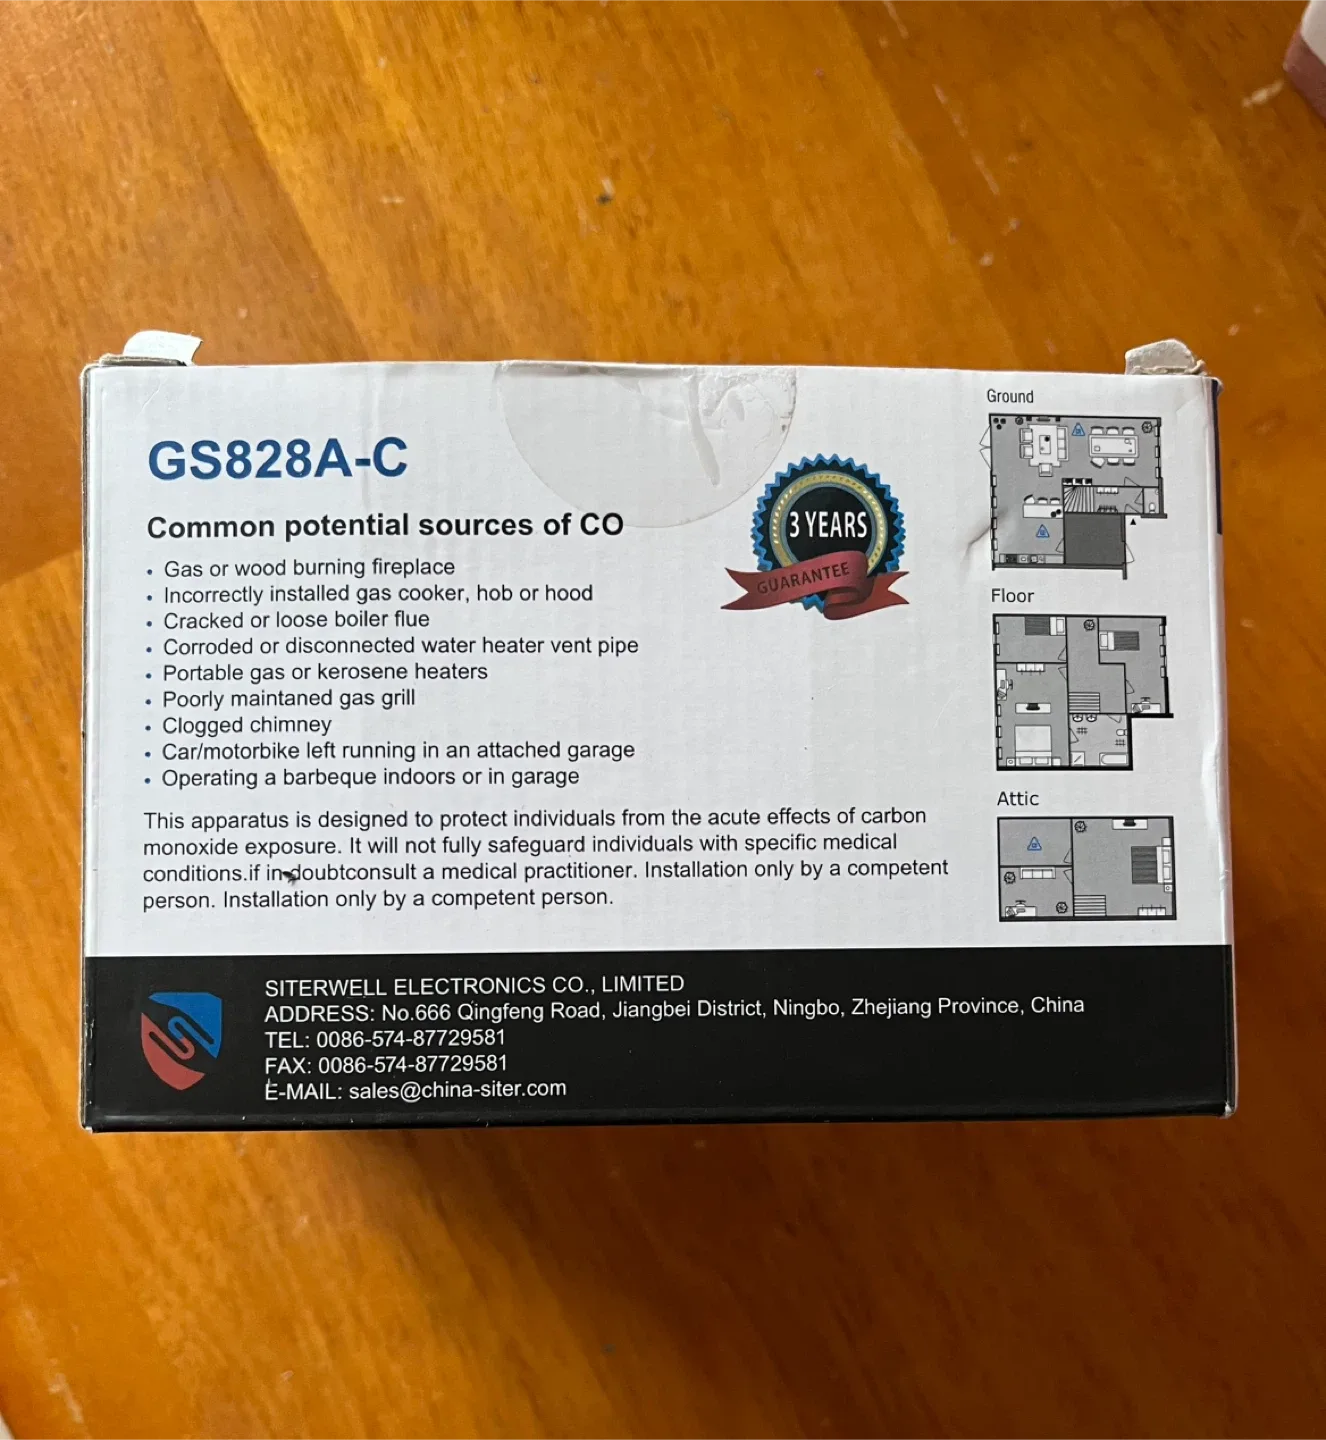 GS828A-C
Common potential sources of CO
• Gas or wood burning fireplace
• Incorrectly installed gas cooker, hob or hood
• Cracked or loose boiler flue
• Corroded or disconnected water heater vent pipe
• Portable gas or kerosene heaters
• Poorly maintaned gas grill
• Clogged chimney
• Car/motorbike left running in an attached garage
• Operating a barbeque indoors or in garage
This apparatus is designed to protect individuals from the acute effects of carbon
monoxide exposure. It will not fully safeguard individuals with specific medical
conditions.if in doubtconsult a medical practitioner. Installation only by a competent
person. Installation only by a competent person.
3 YEARS
GUARANTEE
Ground
Floor
Attic
SITERWELL ELECTRONICS CO., LIMITED
ADDRESS: No.666 Qingfeng Road, Jiangbei District, Ningbo, Zhejiang Province, China
TEL: 0086-574-87729581
FAX: 0086-574-87729581
E-MAIL: sales@china-siter.com